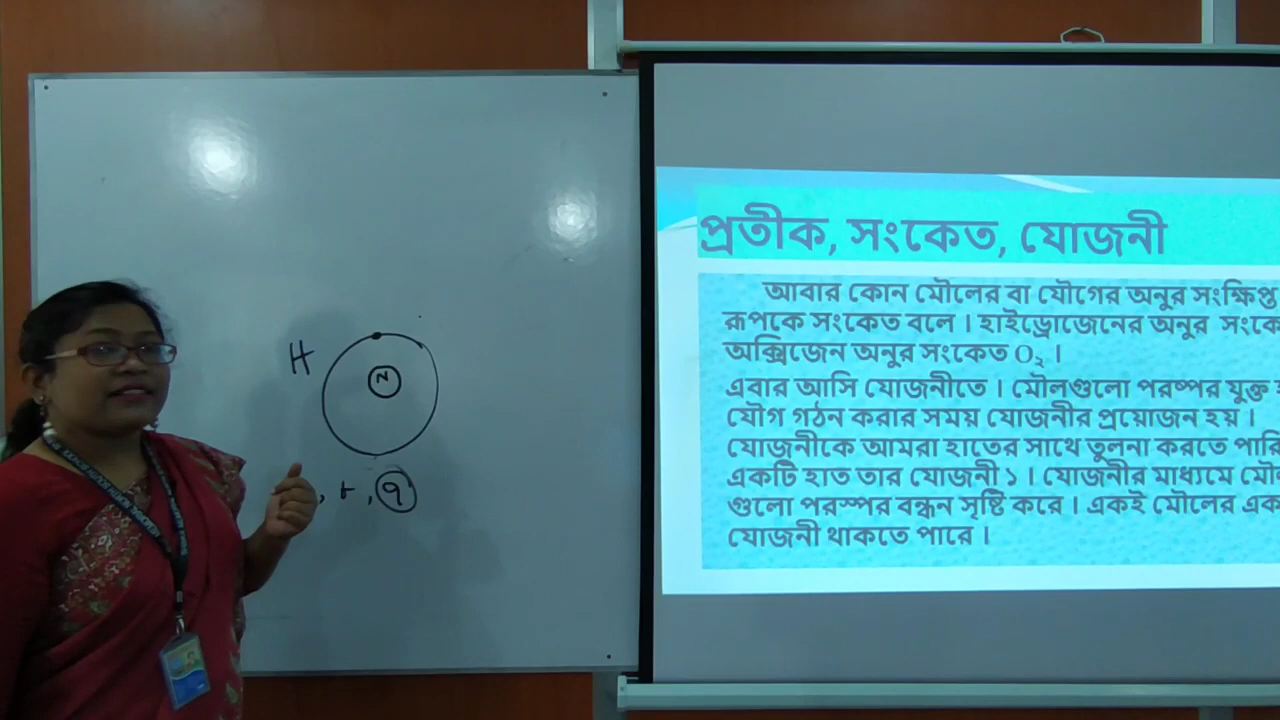 প্রতীক, সংকেত, যোজনী
আবার কোন মৌলের বা যৌগের অনুর সংক্ষিপ্ত
রূপকে সংকেত বলে । হাইড্রোজেনের অনুর সংকে
অক্সিজেন অনুর সংকেত O₂ ।
এবার আসি যোজনীতে । মৌলগুলো পরষ্পর যুক্ত
যৌগ গঠন করার সময় যোজনীর প্রয়োজন হয় ।
যোজনীকে আমরা হাতের সাথে তুলনা করতে পারি
একটি হাত তার যোজনী ১ । যোজনীর মাধ্যমে মৌ
গুলো পরস্পর বন্ধন সৃষ্টি করে । একই মৌলের এক
যোজনী থাকতে পারে ।
H
N
, r, q